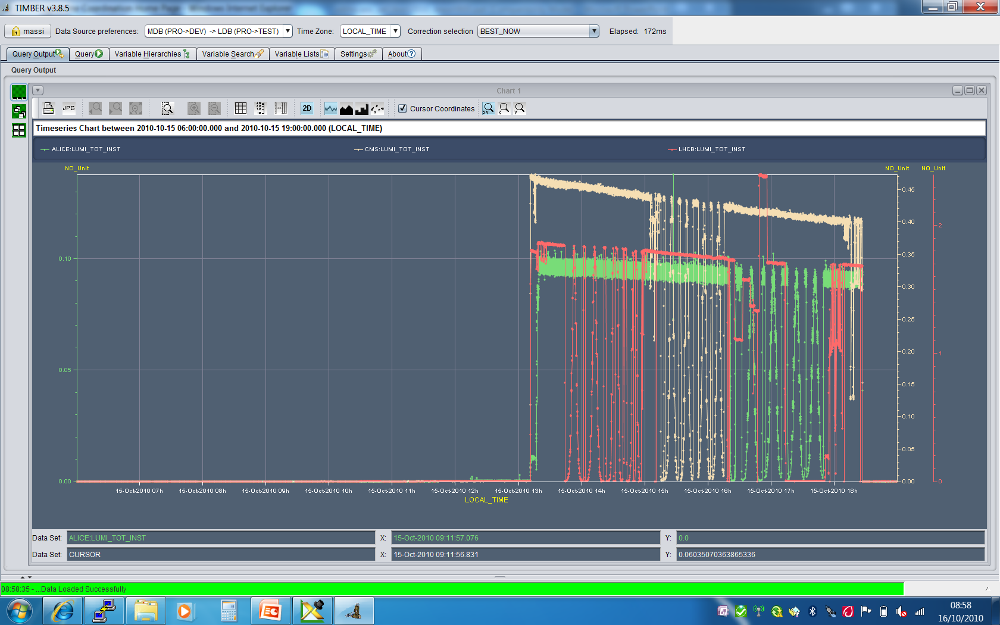 TIMBER v3.8.5
massi Data Source preferences: MDB (PRO->DEV) -> LDB (PRO->TEST) Time Zone: LOCAL_TIME Correction selection BEST_NOW Elapsed: 172ms
Query Output Query Variable Hierarchies Variable Search Variable Lists Settings About
Query Output
Chart 1
JPG 2D Cursor Coordinates XY X Y
Timeseries Chart between 2010-10-15 06:00:00.000 and 2010-10-15 19:00:00.000 (LOCAL_TIME)
ALICE:LUMI_TOT_INST CMS:LUMI_TOT_INST LHCB:LUMI_TOT_INST
NO_Unit NO_Unit NO_Unit
0.45
0.40 2
0.10 0.35
0.30
0.25
0.20 1
0.05
0.15
0.10
0.05
0.00 0.00 0
15-Oct-2010 07h 15-Oct-2010 08h 15-Oct-2010 09h 15-Oct-2010 10h 15-Oct-2010 11h 15-Oct-2010 12h 15-Oct-2010 13h 15-Oct-2010 14h 15-Oct-2010 15h 15-Oct-2010 16h 15-Oct-2010 17h 15-Oct-2010 18h
LOCAL_TIME
Data Set: ALICE:LUMI_TOT_INST X: 15-Oct-2010 09:11:57.076 Y: 0.0
Data Set: CURSOR X: 15-Oct-2010 09:11:56.831 Y: 0.06035070363865336
08:58:35 - ...Data Loaded Successfully
08:58
16/10/2010